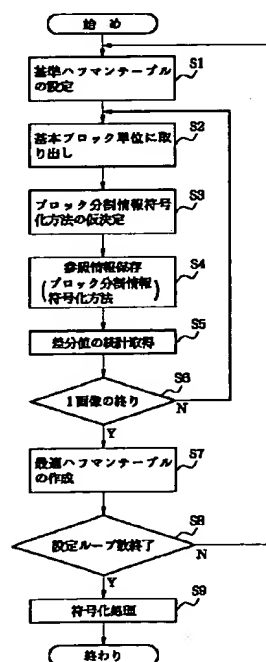 始 め
S1
基準ハフマンテーブル
の設定
S2
基本ブロック単位に取
り出し
S3
ブロック分割情報符号
化方法の仮決定
S4
参照情報保存
(ブロック分割情報
符号化方法)
S5
差分値の統計取得
S6
1画像の終り
N
Y
S7
最適ハフマンテーブル
の作成
S8
設定ループ数終了
N
Y
S9
符号化処理
終わり